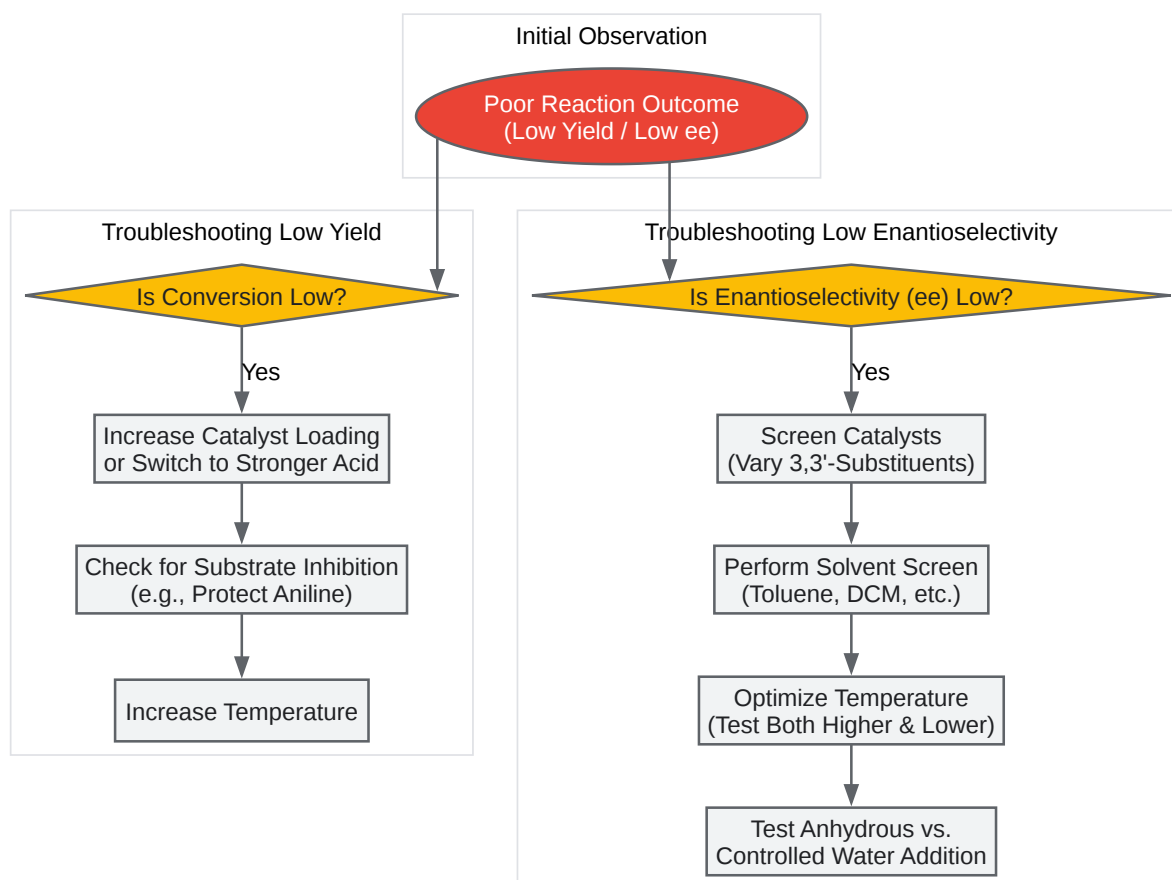 Initial Observation
Poor Reaction Outcome
(Low Yield / Low ee)
Troubleshooting Low Yield
Is Conversion Low?
Yes
Increase Catalyst Loading
or Switch to Stronger Acid
Check for Substrate Inhibition
(e.g., Protect Aniline)
Increase Temperature
Troubleshooting Low Enantioselectivity
Is Enantioselectivity (ee) Low?
Yes
Screen Catalysts
(Vary 3,3'-Substituents)
Perform Solvent Screen
(Toluene, DCM, etc.)
Optimize Temperature
(Test Both Higher & Lower)
Test Anhydrous vs.
Controlled Water Addition